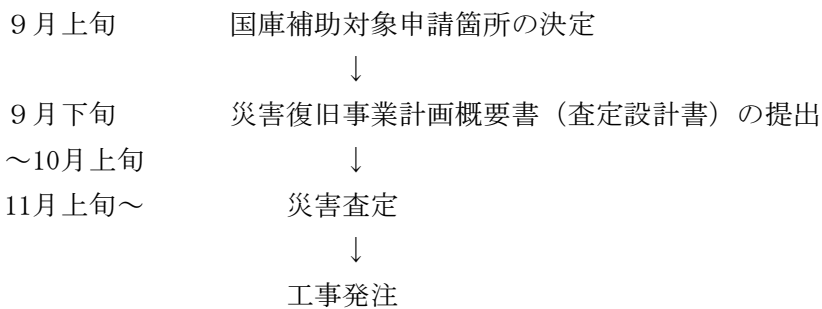 ９月上旬　　　国庫補助対象申請箇所の決定
↓
９月下旬　　　災害復旧事業計画概要書（査定設計書）の提出
～10月上旬　　　↓
11月上旬～　　　災害査定
↓
工事発注